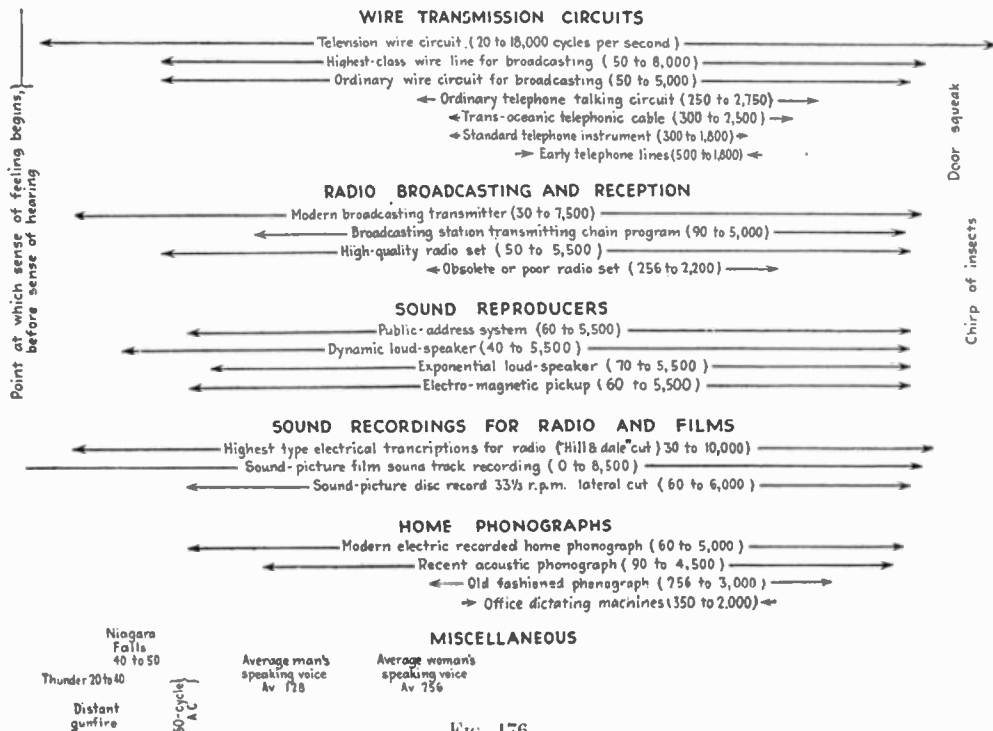 WIRE TRANSMISSION CIRCUITS
Telension wire circuit (20 to 18,000 cycles per second)
Highest-class wire line for broadcasting (50 to 8,000)
Ordinary wire circuit for broadcasting (50 to 5,000)
Ordinary telephone talking circuit (250 to 2,750)
Trans-oceanic telephonic cable (300 to 2,500)
Standard telephone instrument (300 to 1,800)
Early telephone lines (500 to 1,800)
Point at which sense of feeling begins,
before sense of hearing
Door squeak
Chirp of insects
RADIO BROADCASTING AND RECEPTION
Modern broadcasting transmitter (30 to 7,500)
Broadcasting station transmitting chain program (90 to 5,000)
High-quality radio set (50 to 5,500)
Obsolete or poor radio set (256 to 2,200)
SOUND REPRODUCERS
Public-address system (60 to 5,500)
Dynamic loud-speaker (40 to 5,500)
Exponential loud-speaker (70 to 5,500)
Electro-magnetic pickup (60 to 5,500)
SOUND RECORDINGS FOR RADIO AND FILMS
Highest type electrical trancriptions for radio ("Hill & dale" cut) 30 to 10,000)
Sound-picture film sound track recording (0 to 8,500)
Sound-picture disc record 33⅓ r.p.m. lateral cut (60 to 6,000)
HOME PHONOGRAPHS
Modern electric recorded home phonograph (60 to 5,000)
Recent acoustic phonograph (90 to 4,500)
Old fashioned phonograph (256 to 3,000)
Office dictating machines (350 to 2,000)
MISCELLANEOUS
Niagara
Falls
40 to 50
Thunder 20 to 40
Distant
gunfire
60-cycle
AC
Average man's
speaking voice
Av 128
Average woman's
speaking voice
Av 256
FIG. 176